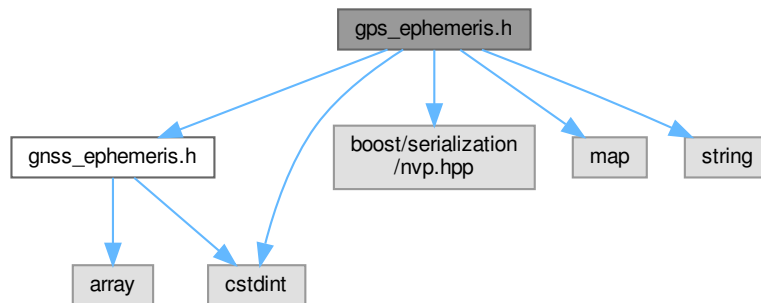 gps_ephemeris.h
gnss_ephemeris.h
boost/serialization
/nvp.hpp
map
string
array
cstdint